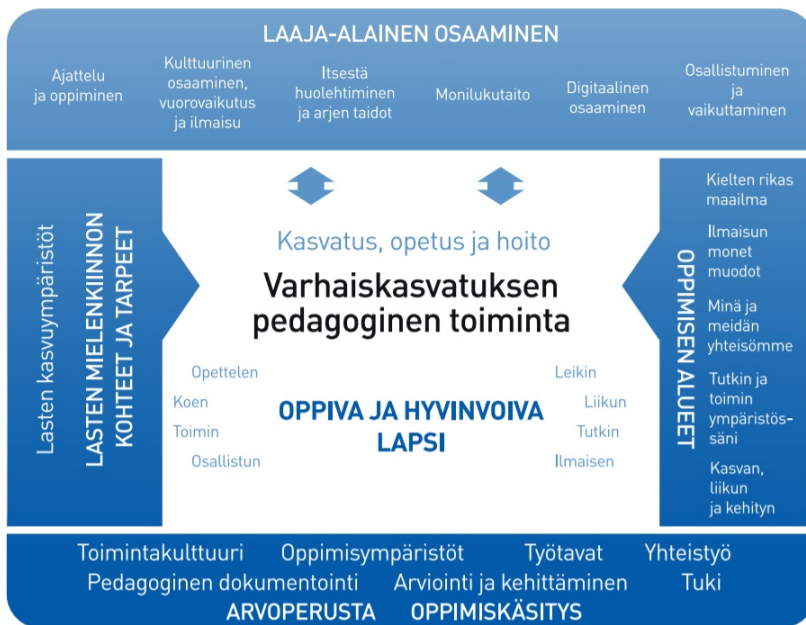 LAAJA-ALAINEN OSAAMINEN
Ajattelu
ja oppiminen
Kulttuurinen
osaaminen,
vuorovaikutus
ja ilmaisu
Itsestä
huolehtiminen
ja arjen taidot
Monilukutaito
Digitaalinen
osaaminen
Osallistuminen
ja
vaikuttaminen
Lasten kasvuympäristöt
LASTEN MIELENKIINNON
KOHTEET JA TARPEET
Kasvatus, opetus ja hoito
Varhaiskasvatuksen
pedagoginen toiminta
Opettelen
Koen
Toimin
Osallistun
OPPIVA JA HYVINVOIVA
LAPSI
Leikin
Liikun
Tutkin
Ilmaisen
OPPIMISEN ALUEET
Kielten rikas
maailma
Ilmaisun
monet
muodot
Minä ja
meidän
yhteisömme
Tutkin ja
toimin
ympäristös-
säni
Kasvan,
liikun
ja kehityn
Toimintakulttuuri Oppimisympäristöt Työtavat Yhteistyö
Pedagoginen dokumentointi Arviointi ja kehittäminen Tuki
ARVOPERUSTA OPPIMISKÄSITYS